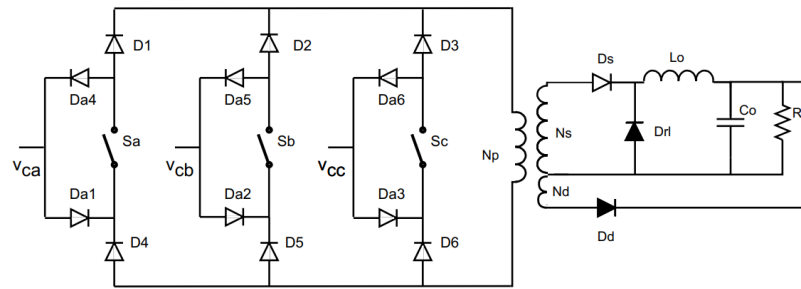 D1 D2 D3
Da4 Da5 Da6
Ds Lo
Sa Sb Sc
Co R
vca vcb vcc
Np Ns Drl
Da1 Da2 Da3
Nd
D4 D5 D6
Dd